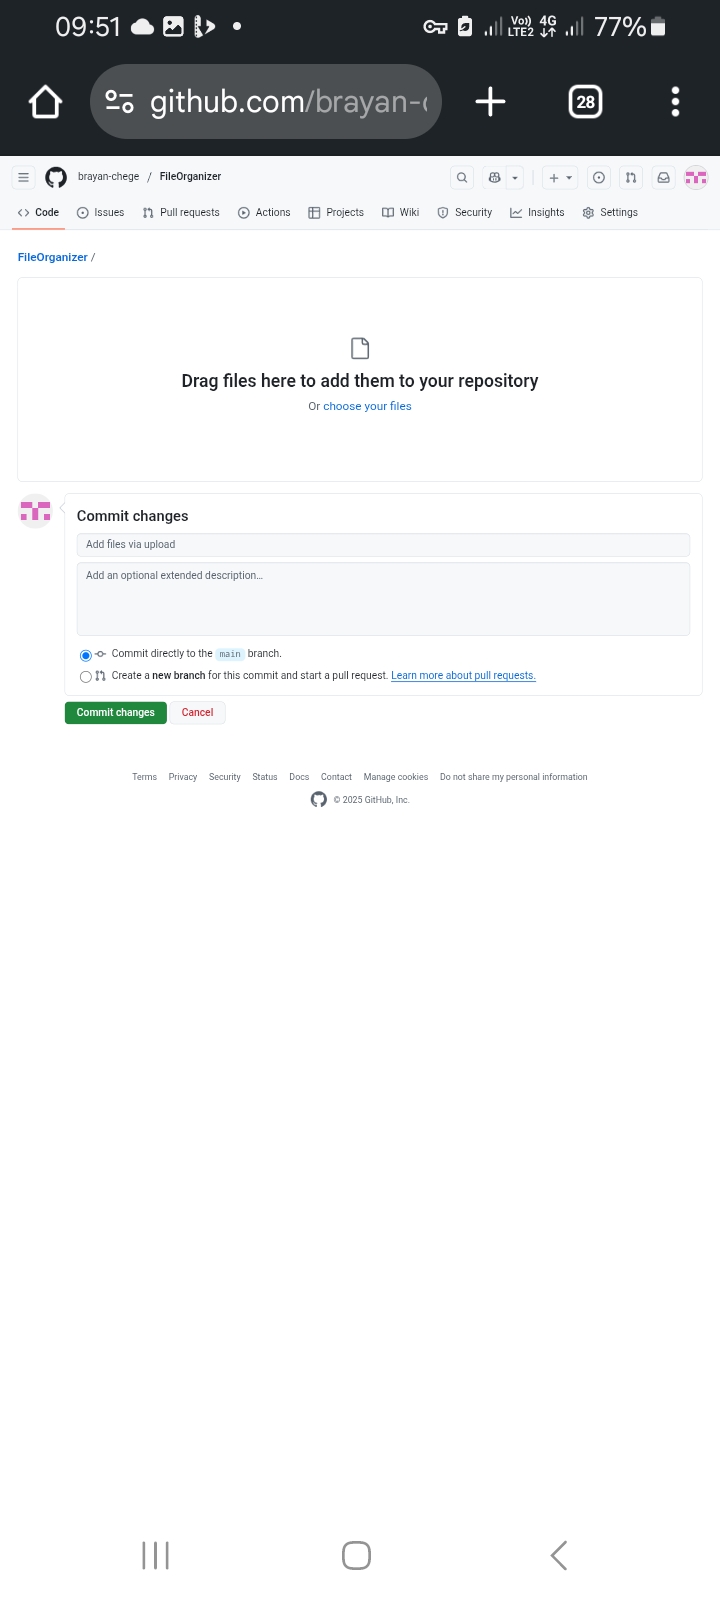 09:51 Vo)) LTE2 4G 77%
github.com/brayan- 28
brayan-chege / FileOrganizer
Code Issues Pull requests Actions Projects Wiki Security Insights Settings
FileOrganizer /
Drag files here to add them to your repository
Or choose your files
Commit changes
Add files via upload
Add an optional extended description...
Commit directly to the main branch.
Create a new branch for this commit and start a pull request. Learn more about pull requests.
Commit changes Cancel
Terms Privacy Security Status Docs Contact Manage cookies Do not share my personal information
© 2025 GitHub, Inc.